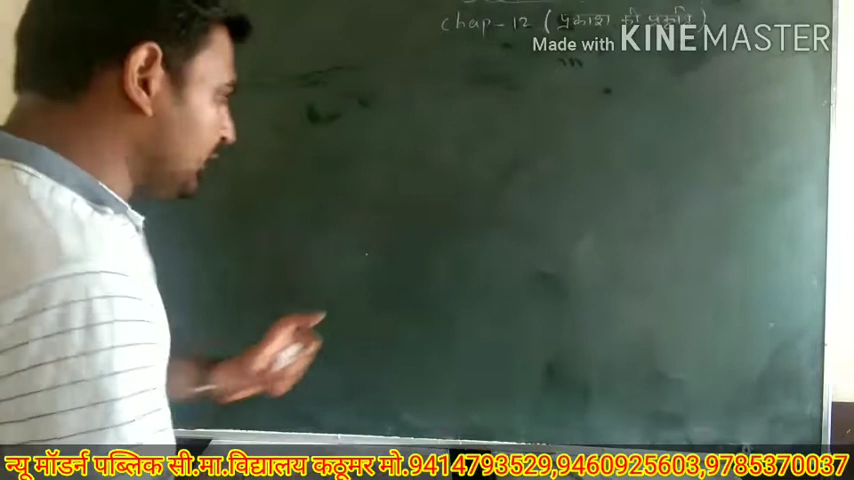 chap-12 (प्रकाश की प्रकृति)
Made with KINEMASTER
न्यू मॉडर्न पब्लिक सी.मा.विद्यालय कठूमर मो.9414793529,9460925603,9785370037